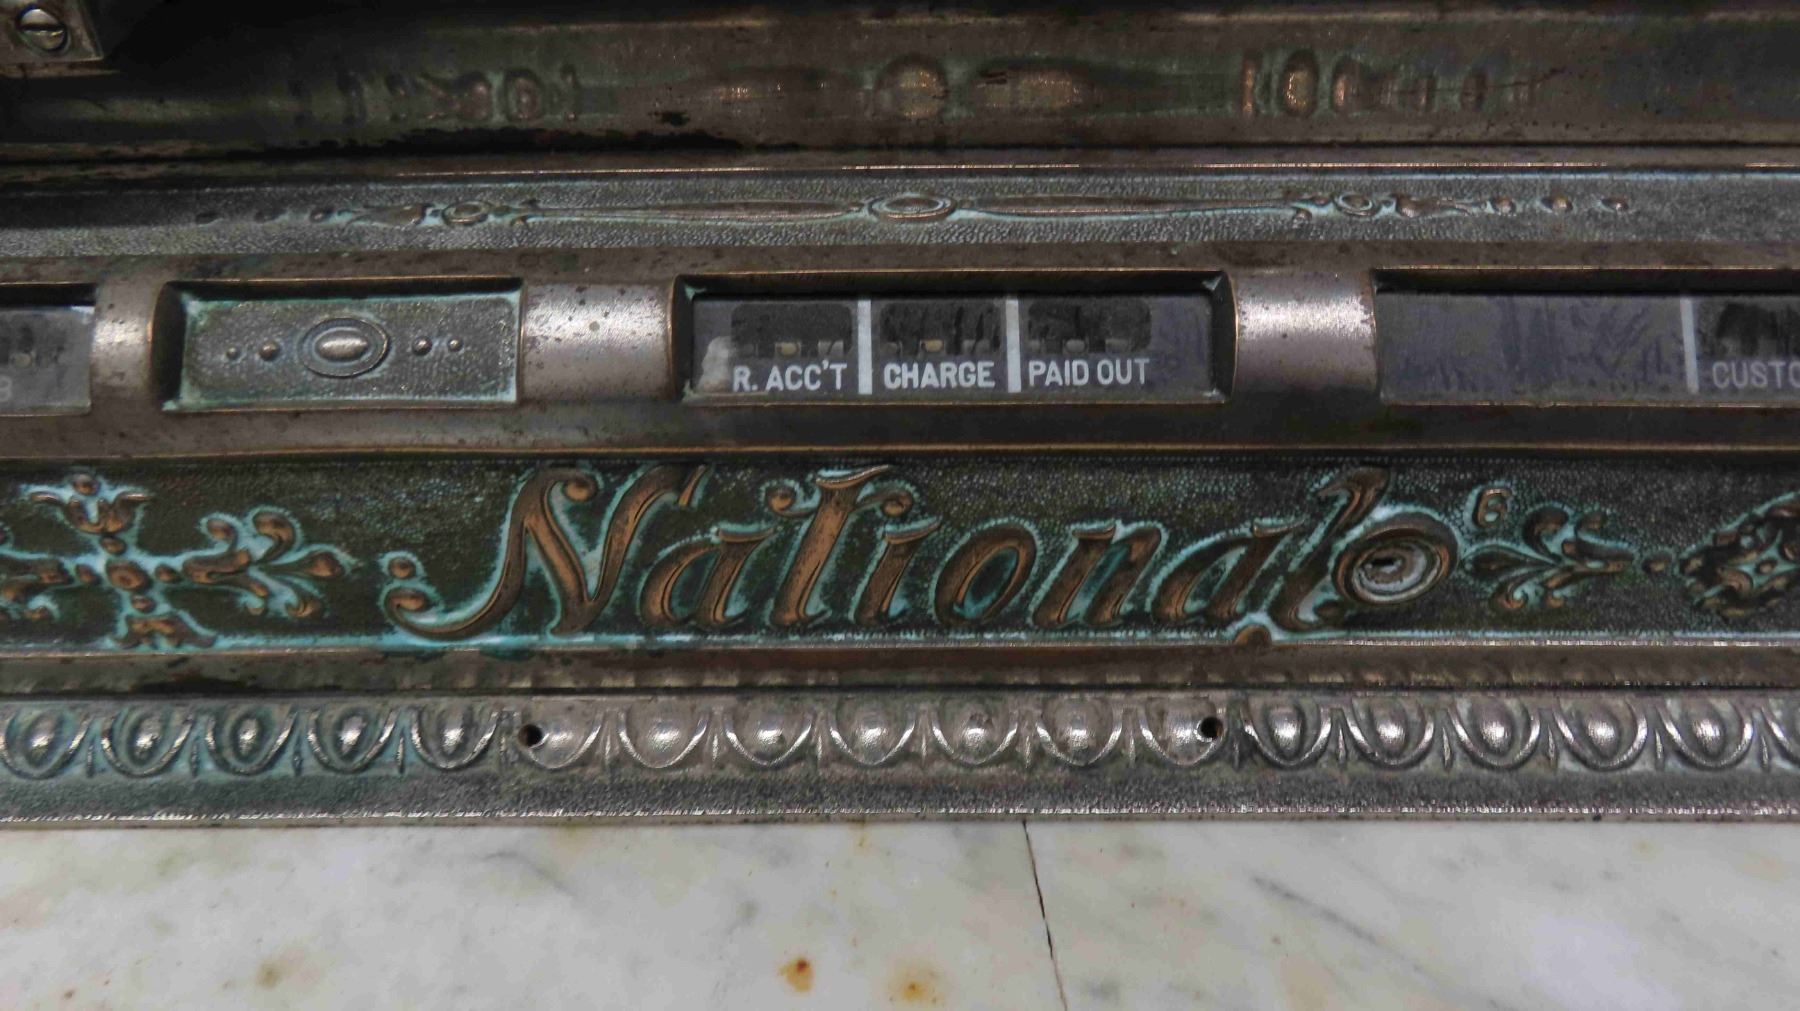 R. ACC'T CHARGE PAID OUT
National